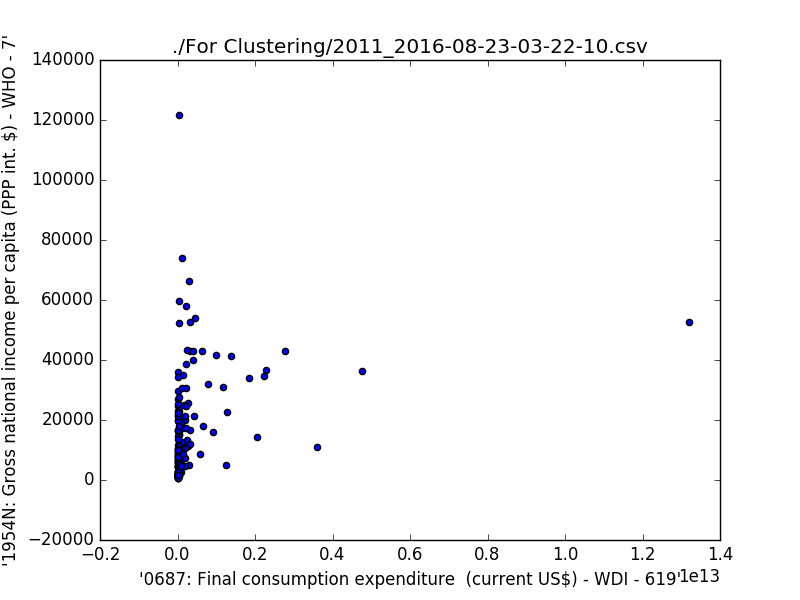 ./For Clustering/2011_2016-08-23-03-22-10.csv
'1954N: Gross national income per capita (PPP int. $) - WHO - 7'
140000
120000
100000
80000
60000
40000
20000
0
−20000
−0.2 0.0 0.2 0.4 0.6 0.8 1.0 1.2 1.4
1e13
'0687: Final consumption expenditure  (current US$) - WDI - 619'